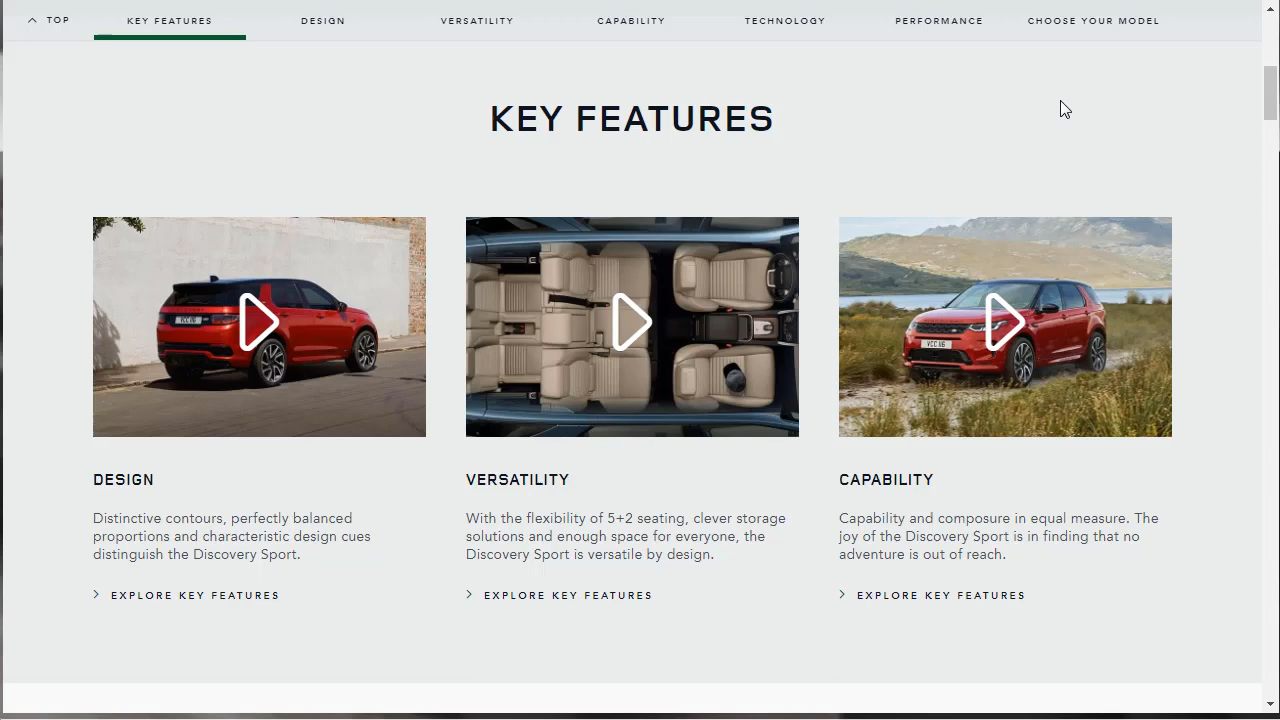 TOP
KEY FEATURES
DESIGN
VERSATILITY
CAPABILITY
TECHNOLOGY
PERFORMANCE
CHOOSE YOUR MODEL
KEY FEATURES
DESIGN
Distinctive contours, perfectly balanced
proportions and characteristic design cues
distinguish the Discovery Sport.
EXPLORE KEY FEATURES
VERSATILITY
With the flexibility of 5+2 seating, clever storage
solutions and enough space for everyone, the
Discovery Sport is versatile by design.
EXPLORE KEY FEATURES
CAPABILITY
Capability and composure in equal measure. The
joy of the Discovery Sport is in finding that no
adventure is out of reach.
EXPLORE KEY FEATURES